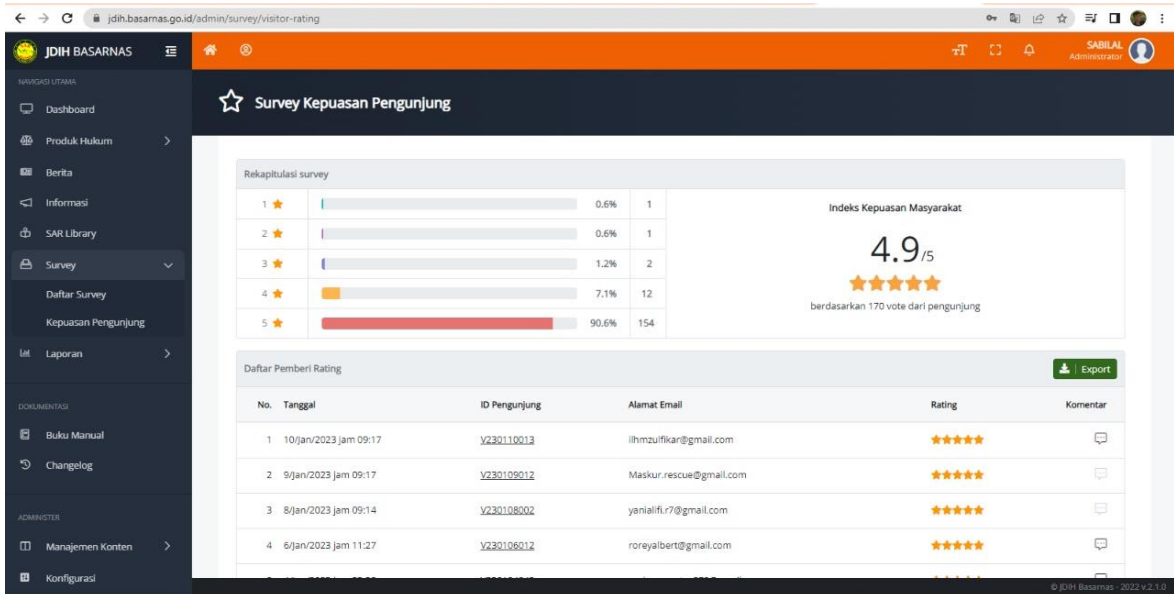 jdih.basarnas.go.id/admin/survey/visitor-rating
JDIH BASARNAS
SABILAL
Administrator
NAVIGASI UTAMA
Dashboard
Produk Hukum
Berita
Informasi
SAR Library
Survey
Daftar Survey
Kepuasan Pengunjung
Laporan
DOKUMENTASI
Buku Manual
Changelog
ADMINISTER
Manajemen Konten
Konfigurasi
Survey Kepuasan Pengunjung
Rekapitulasi survey
1 0.6% 1
2 0.6% 1
3 1.2% 2
4 7.1% 12
5 90.6% 154
Indeks Kepuasan Masyarakat
4.9/5
berdasarkan 170 vote dari pengunjung
Daftar Pemberi Rating
Export
No. Tanggal ID Pengunjung Alamat Email Rating Komentar
1 10/Jan/2023 jam 09:17 V230110013 ilhmzulfikar@gmail.com
2 9/Jan/2023 jam 09:17 V230109012 Maskur.rescue@gmail.com
3 8/Jan/2023 jam 09:14 V230108002 yanialifi.r7@gmail.com
4 6/Jan/2023 jam 11:27 V230106012 roreyalbert@gmail.com
© JDIH Basarnas - 2022 v.2.1.0